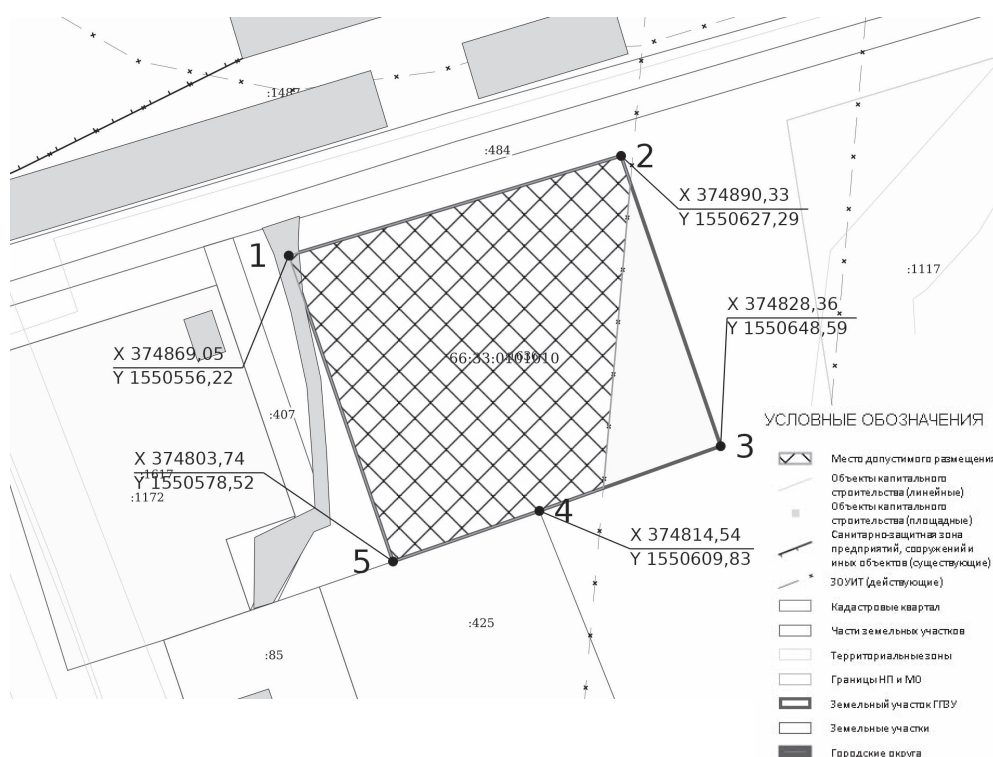 :1487
:484
2
X 374890,33
Y 1550627,29
1
:1117
X 374828,36
Y 1550648,59
X 374869,05
Y 1550556,22
:407
УСЛОВНЫЕ ОБОЗНАЧЕНИЯ
3
X 374803,74
Y 1550578,52
:1617
:1172
Место допустимого размещения
Объекты капитального
строительства (линейные)
Объекты капитального
строительства (площадные)
Санитарно-защитная зона
предприятий, сооружений и
иных объектов (существующие)
ЗОУИТ (действующие)
4
X 374814,54
Y 1550609,83
5
Кадастровые квартал
:425
Части земельных участков
:85
Территориальные зоны
Границы НП и МО
Земельный участок ГПЗУ
Земельные участки
Городские округа